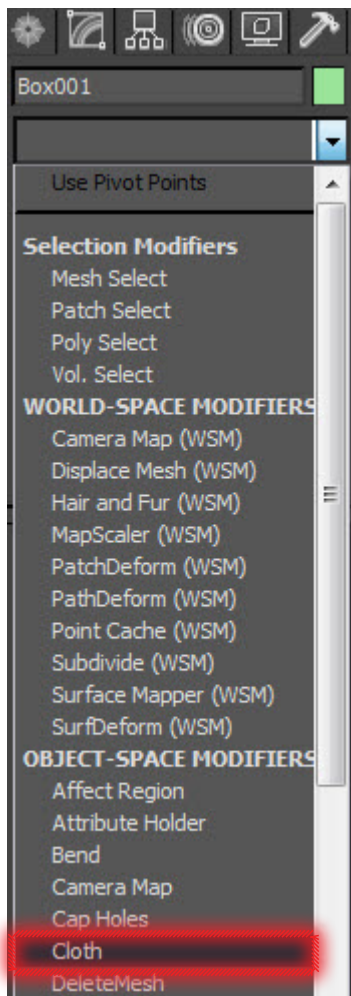 Box001
Use Pivot Points
Selection Modifiers
Mesh Select
Patch Select
Poly Select
Vol. Select
WORLD-SPACE MODIFIERS
Camera Map (WSM)
Displace Mesh (WSM)
Hair and Fur (WSM)
MapScaler (WSM)
PatchDeform (WSM)
PathDeform (WSM)
Point Cache (WSM)
Subdivide (WSM)
Surface Mapper (WSM)
SurfDeform (WSM)
OBJECT-SPACE MODIFIERS
Affect Region
Attribute Holder
Bend
Camera Map
Cap Holes
Cloth
DeleteMesh